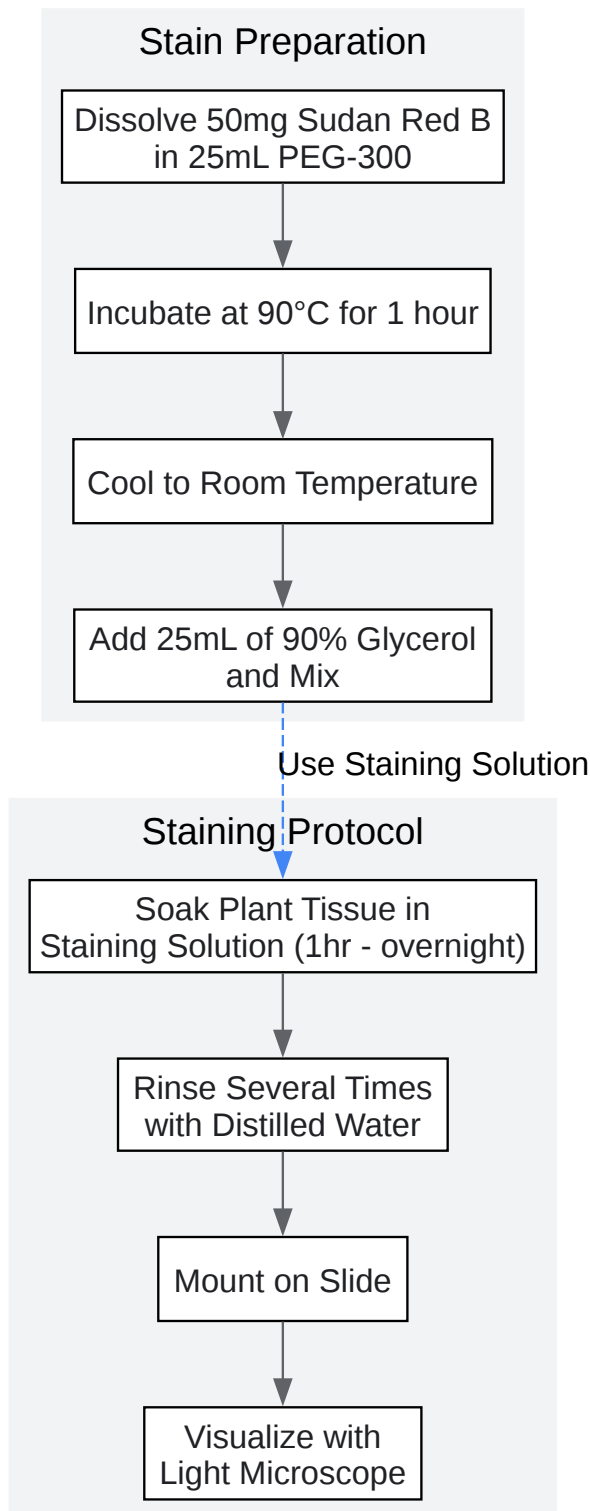 Stain Preparation
Dissolve 50mg Sudan Red B
in 25mL PEG-300
Incubate at 90°C for 1 hour
Cool to Room Temperature
Add 25mL of 90% Glycerol
and Mix
Use Staining Solution
Staining Protocol
Soak Plant Tissue in
Staining Solution (1hr - overnight)
Rinse Several Times
with Distilled Water
Mount on Slide
Visualize with
Light Microscope